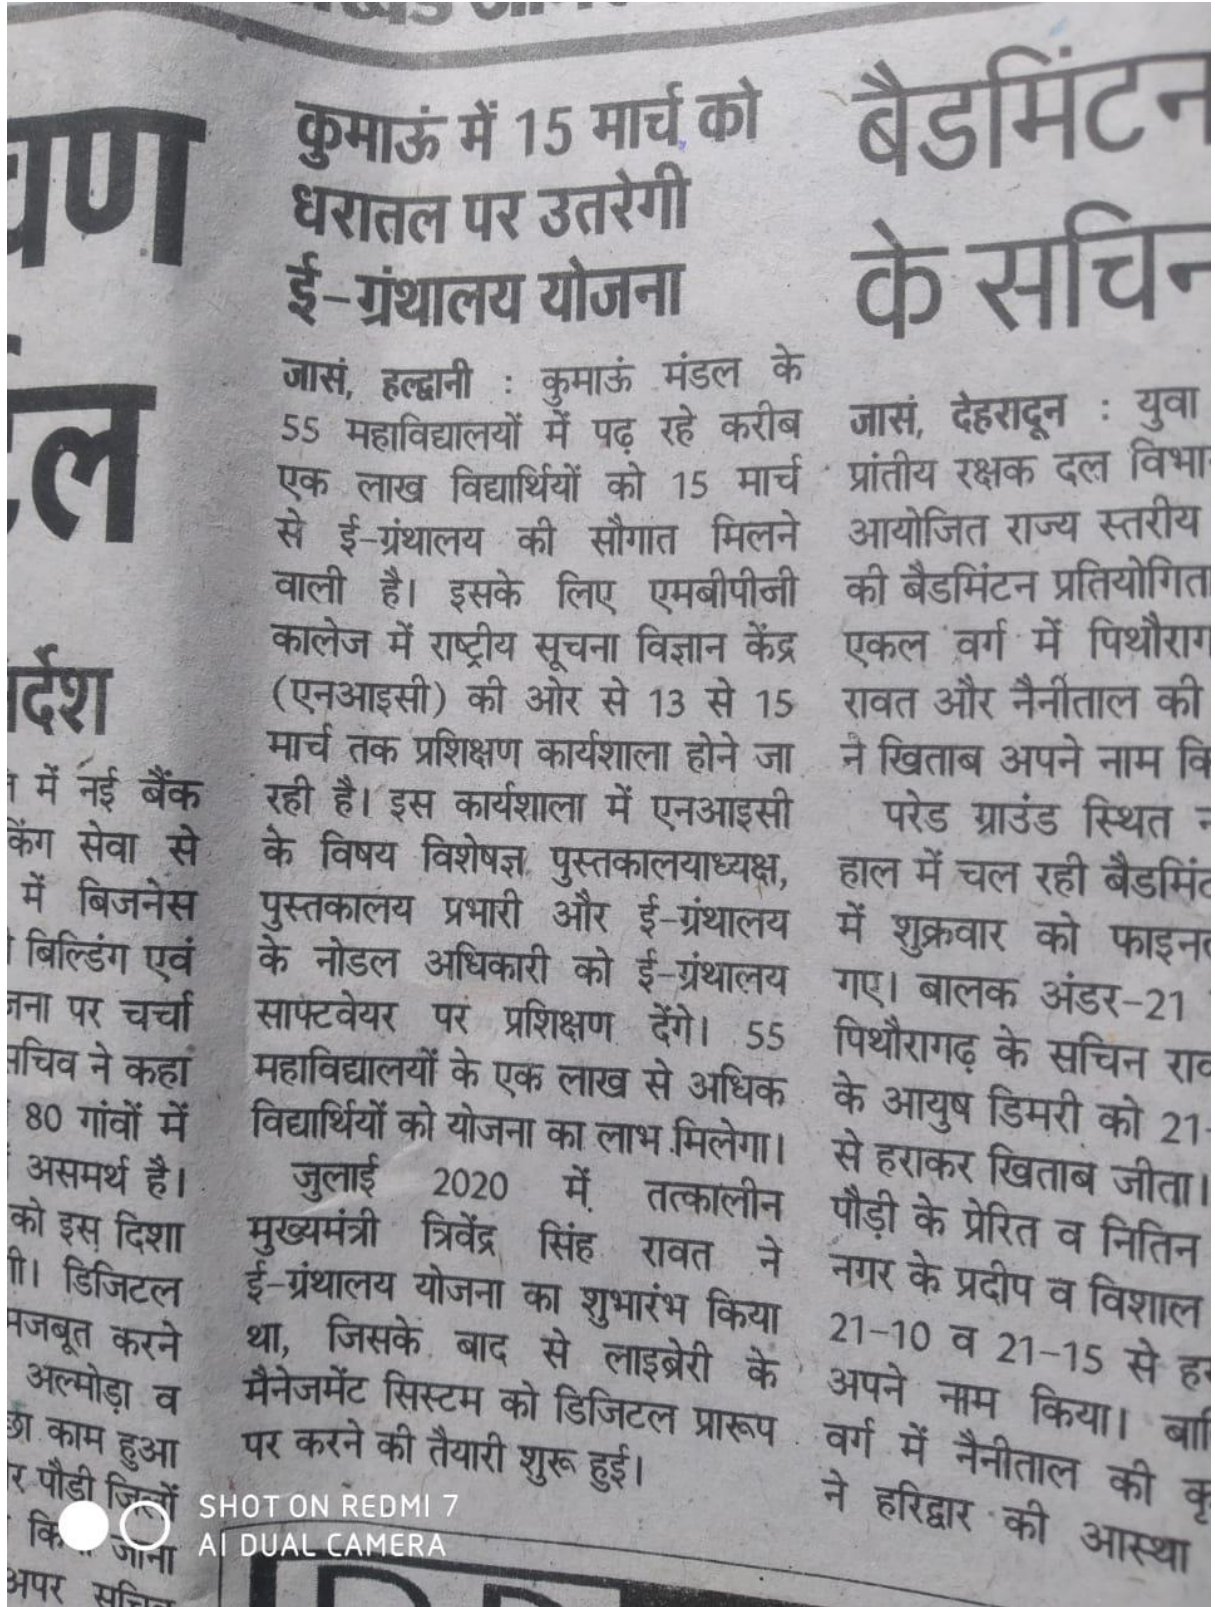 कुमाऊं में 15 मार्च को
धरातल पर उतरेगी
ई-ग्रंथालय योजना
जासं, हल्द्वानी : कुमाऊं मंडल के
55 महाविद्यालयों में पढ़ रहे करीब
एक लाख विद्यार्थियों को 15 मार्च
से ई-ग्रंथालय की सौगात मिलने
वाली है। इसके लिए एमबीपीजी
कालेज में राष्ट्रीय सूचना विज्ञान केंद्र
(एनआइसी) की ओर से 13 से 15
मार्च तक प्रशिक्षण कार्यशाला होने जा
रही है। इस कार्यशाला में एनआइसी
के विषय विशेषज्ञ पुस्तकालयाध्यक्ष,
पुस्तकालय प्रभारी और ई-ग्रंथालय
के नोडल अधिकारी को ई-ग्रंथालय
साफ्टवेयर पर प्रशिक्षण देंगे। 55
महाविद्यालयों के एक लाख से अधिक
विद्यार्थियों को योजना का लाभ मिलेगा।
जुलाई 2020 में तत्कालीन
मुख्यमंत्री त्रिवेंद्र सिंह रावत ने
ई-ग्रंथालय योजना का शुभारंभ किया
था, जिसके बाद से लाइब्रेरी के
मैनेजमेंट सिस्टम को डिजिटल प्रारूप
पर करने की तैयारी शुरू हुई।
बैडमिंटन
के सचिन
जासं, देहरादून : युवा
प्रांतीय रक्षक दल
आयोजित राज्य स्तरीय
की बैडमिंटन प्रतियोगिता
एकल वर्ग में
रावत और नैनीताल की
ने खिताब अपने नाम
परेड ग्राउंड स्थित
हाल में चल रही
में शुक्रवार को
गए। बालक अंडर-21
पिथौरागढ़ के सचिन
के आयुष डिमरी को 21-
से हराकर खिताब जीता।
पौड़ी के प्रेरित व नितिन
नगर के प्रदीप व विशाल
21-10 व 21-15 से
अपने नाम किया।
वर्ग में नैनीताल की
ने हरिद्वार की आस्था
में नई बैंक
सेवा से
में बिजनेस
बिल्डिंग एवं
पर चर्चा
ने कहा
80 गांवों में
असमर्थ है।
को इस दिशा
डिजिटल
मजबूत करने
अल्मोड़ा व
काम हुआ
पौड़ी जिलों
जाना
अपर सचिव
SHOT ON REDMI 7
AI DUAL CAMERA